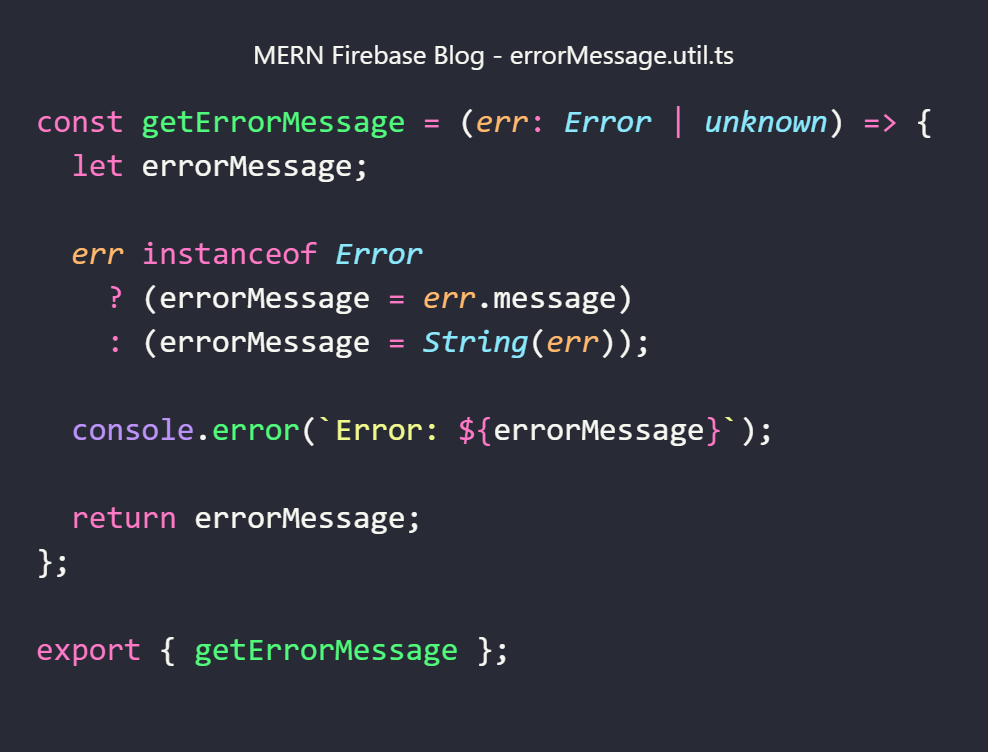 MERN Firebase Blog - errorMessage.util.ts
const getErrorMessage = (err: Error | unknown) => {
  let errorMessage;

  err instanceof Error
    ? (errorMessage = err.message)
    : (errorMessage = String(err));

  console.error(`Error: ${errorMessage}`);

  return errorMessage;
};

export { getErrorMessage };